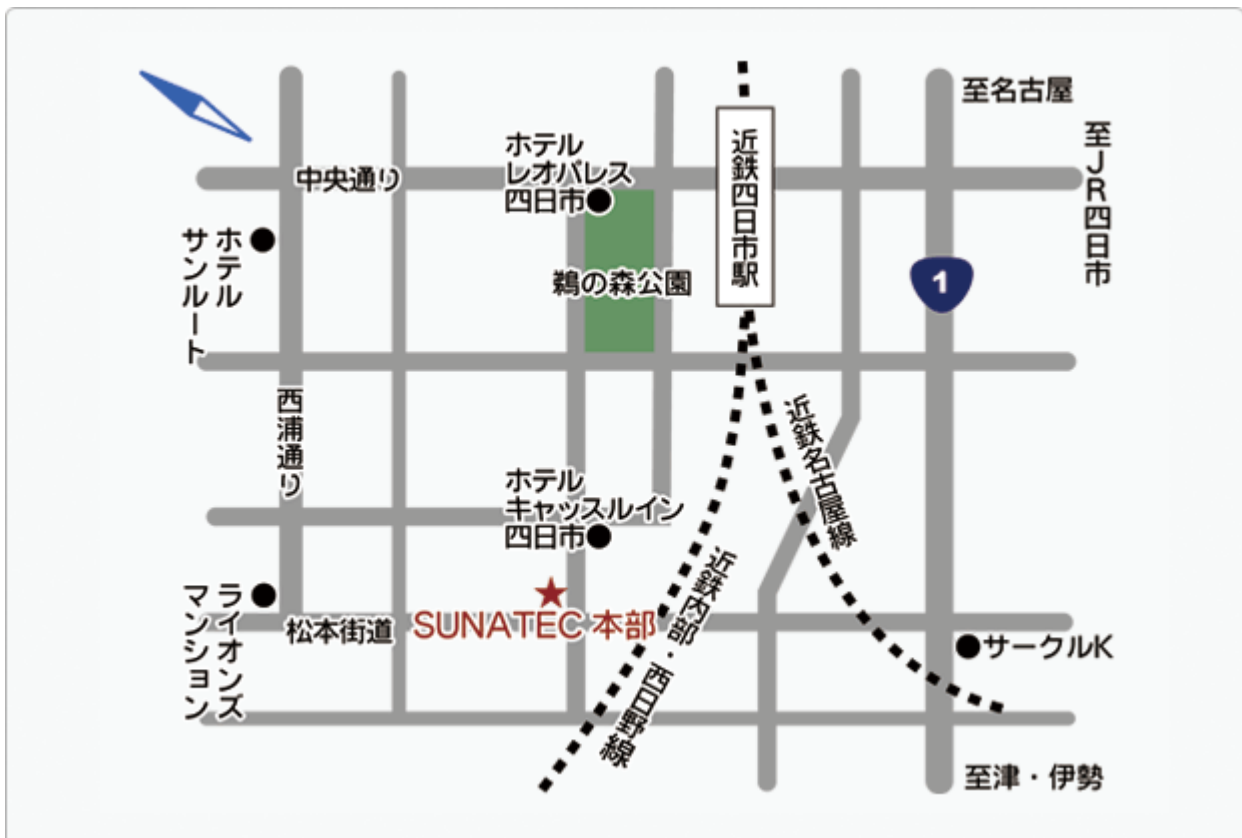 至名古屋
至JR四日市
近鉄四日市駅
ホテル
レオパレス
四日市
中央通り
ホテル
サンルート
鵜の森公園
1
西浦通り
近鉄名古屋線
ホテル
キャッスルイン
四日市
近鉄内部・西日野線
ライオンズ
マンション
松本街道
SUNATEC 本部
サークルK
至津・伊勢